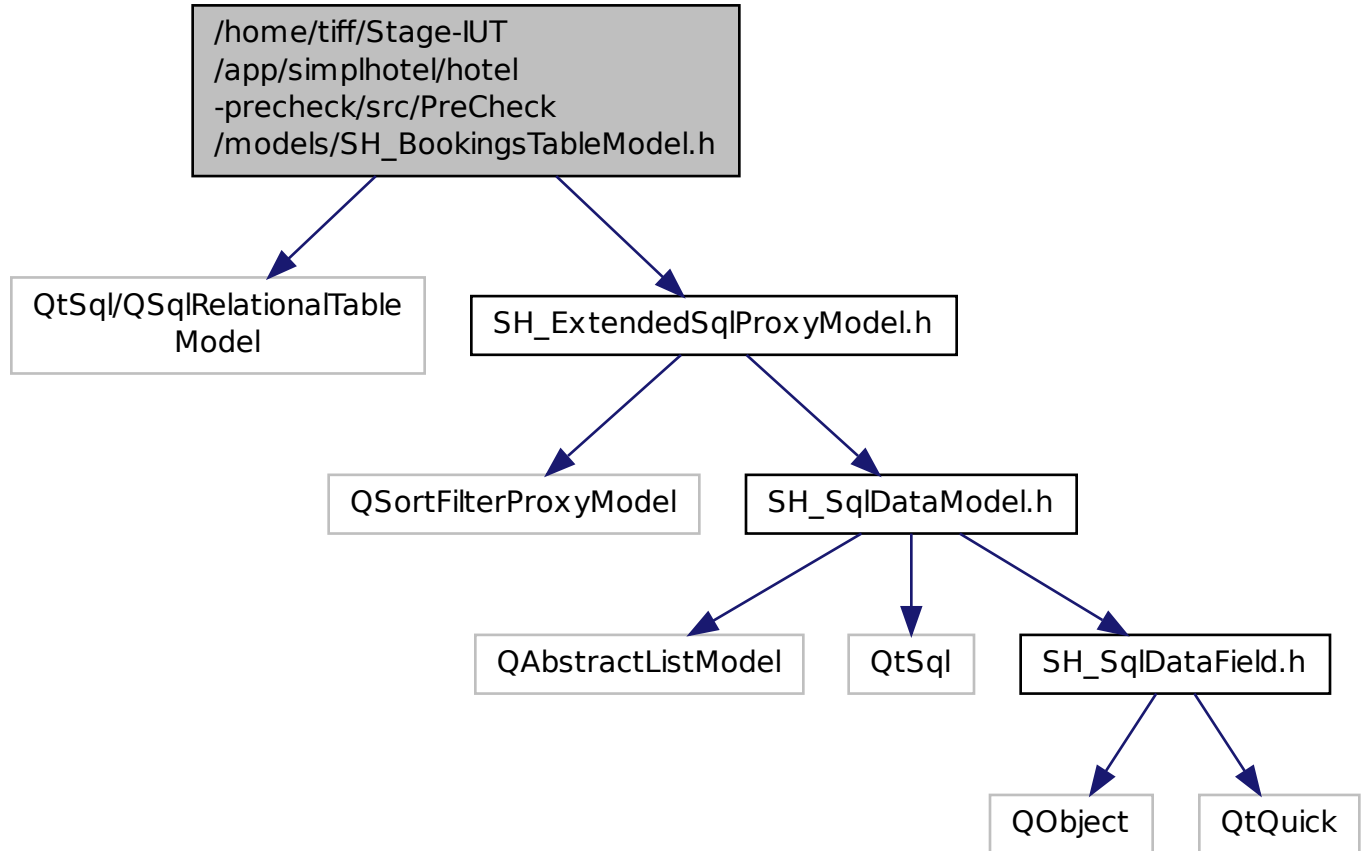 /home/tiff/Stage-IUT
/app/simplhotel/hotel
-precheck/src/PreCheck
/models/SH_BookingsTableModel.h
QtSql/QSqlRelationalTable
Model
SH_ExtendedSqlProxyModel.h
QSortFilterProxyModel
SH_SqlDataModel.h
QAbstractListModel
QtSql
SH_SqlDataField.h
QObject
QtQuick